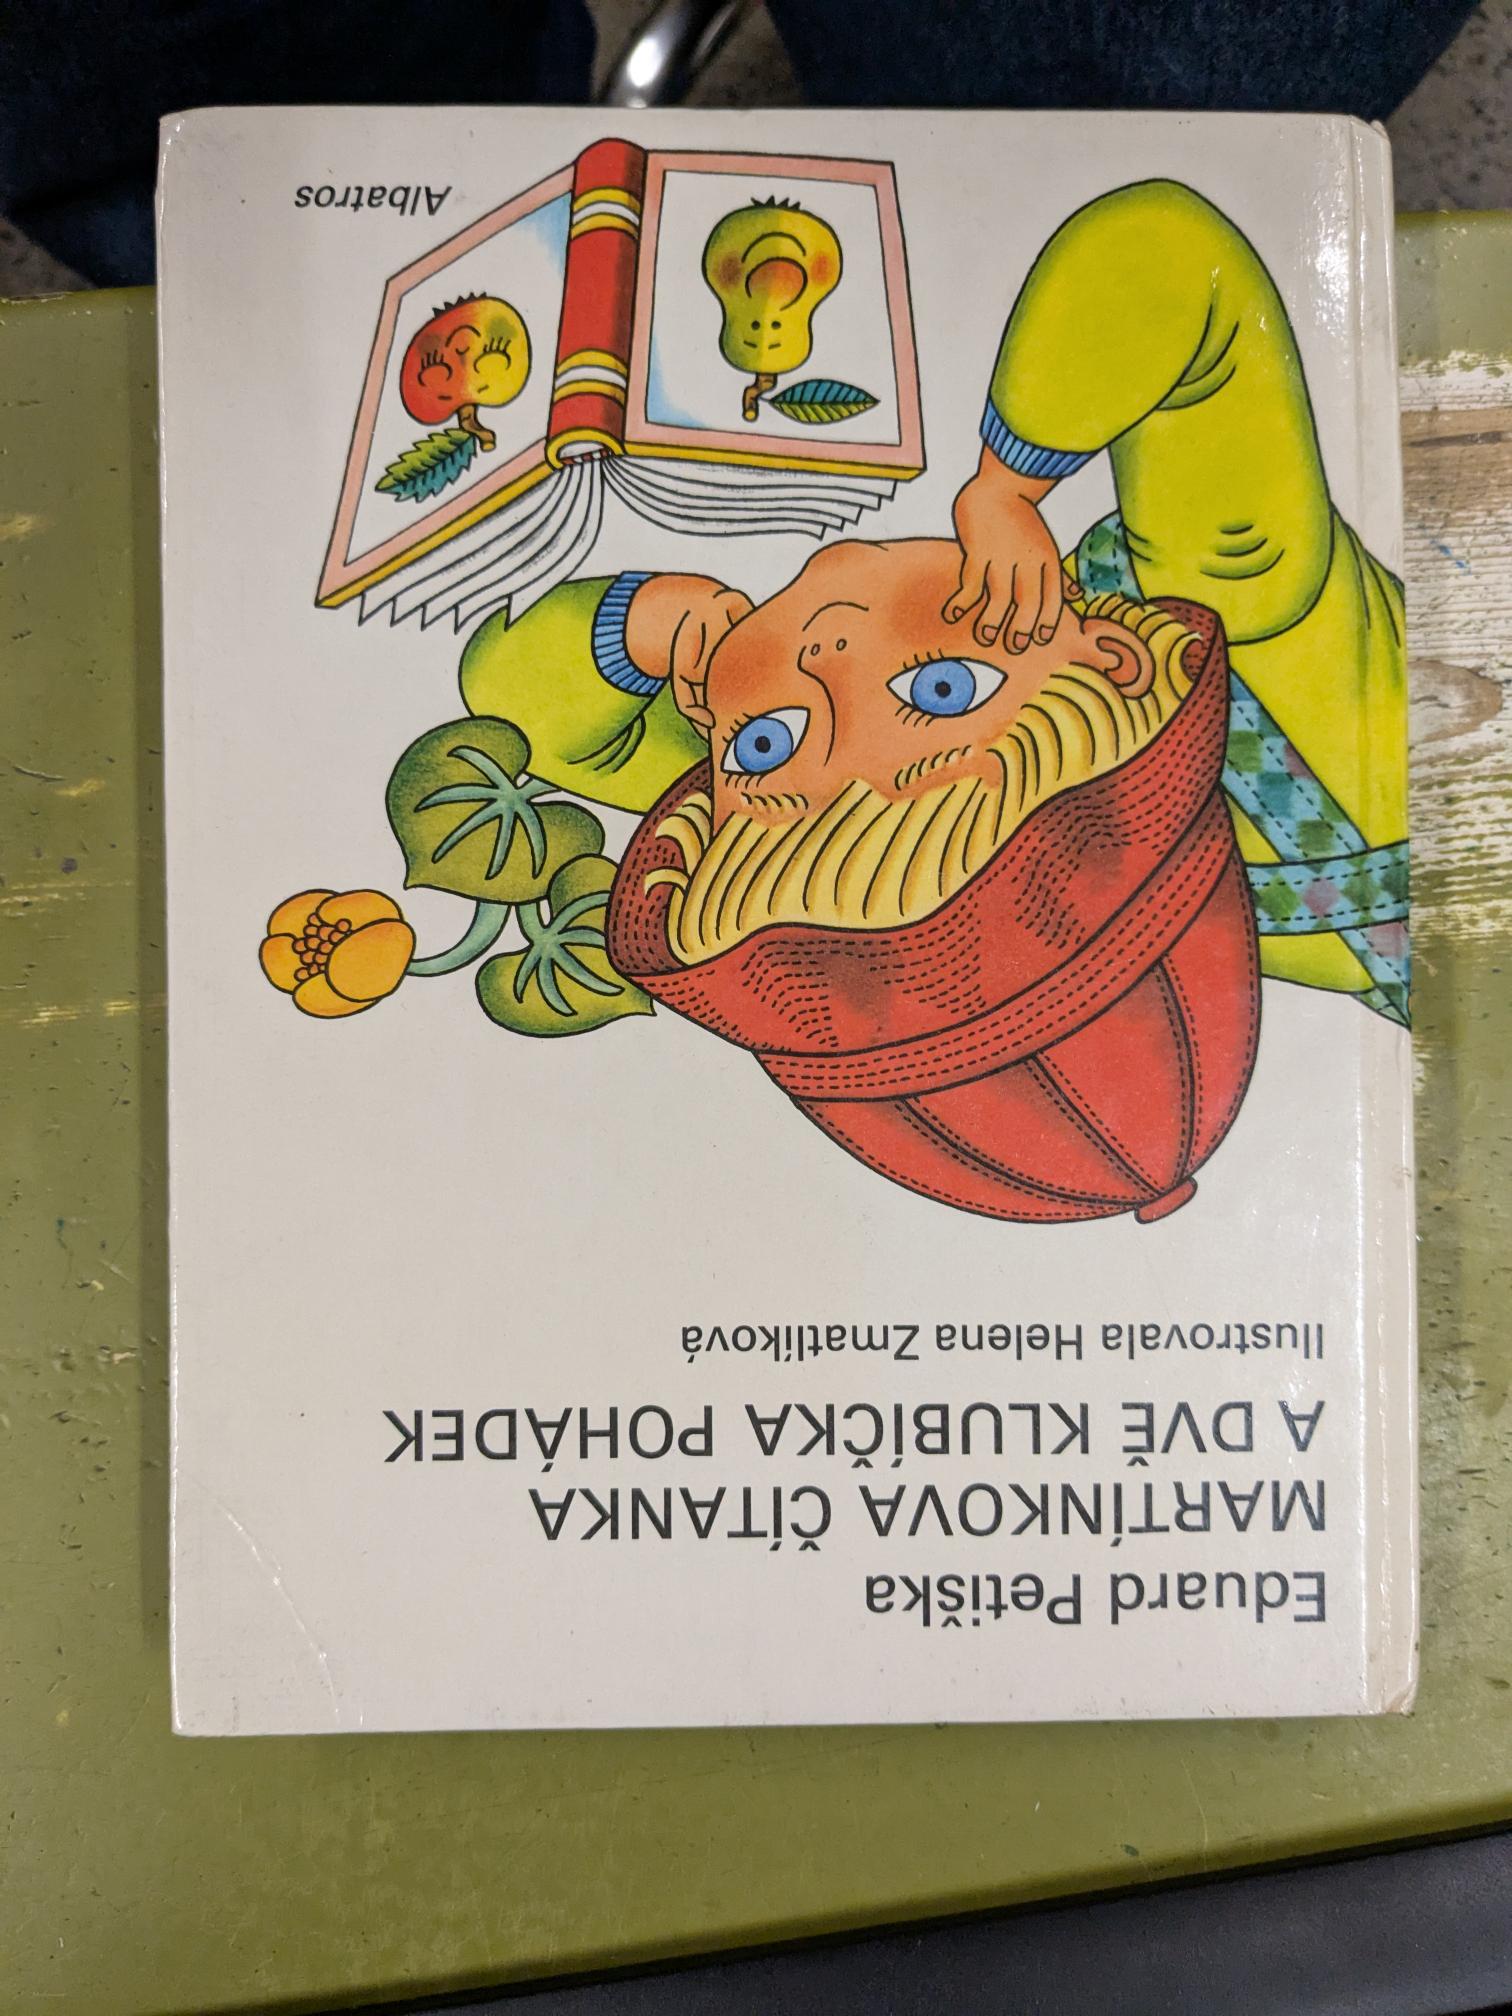 Eduard Petiška
MARTÍNKOVA ČÍTANKA
A DVĚ KLUBÍČKA POHÁDEK
Ilustrovala Helena Zmatlíková
Albatros